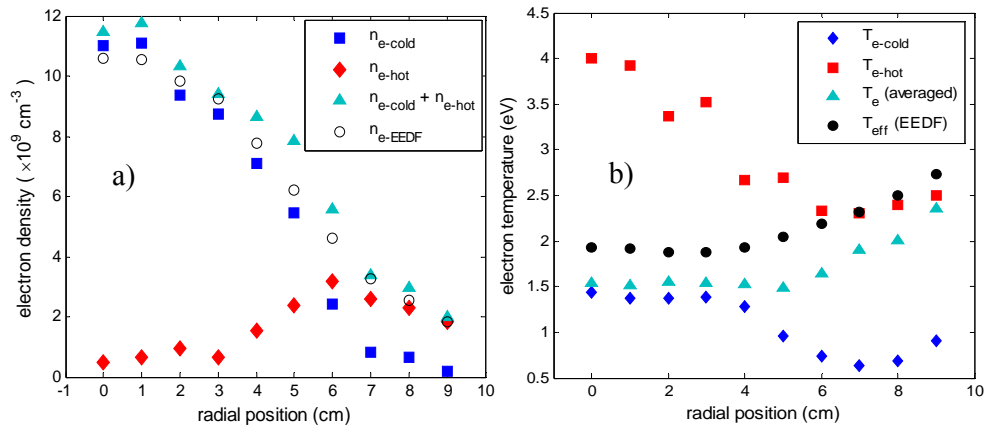 12
10
8
6
4
2
0
-1 0 1 2 3 4 5 6 7 8 9 10
radial position (cm)
electron density ( ×10^9 cm^-3)
a)
n_e-cold
n_e-hot
n_e-cold + n_e-hot
n_e-EEDF
4.5
4
3.5
3
2.5
2
1.5
1
0.5
0 2 4 6 8 10
radial position (cm)
electron temperature (eV)
b)
T_e-cold
T_e-hot
T_e (averaged)
T_eff (EEDF)